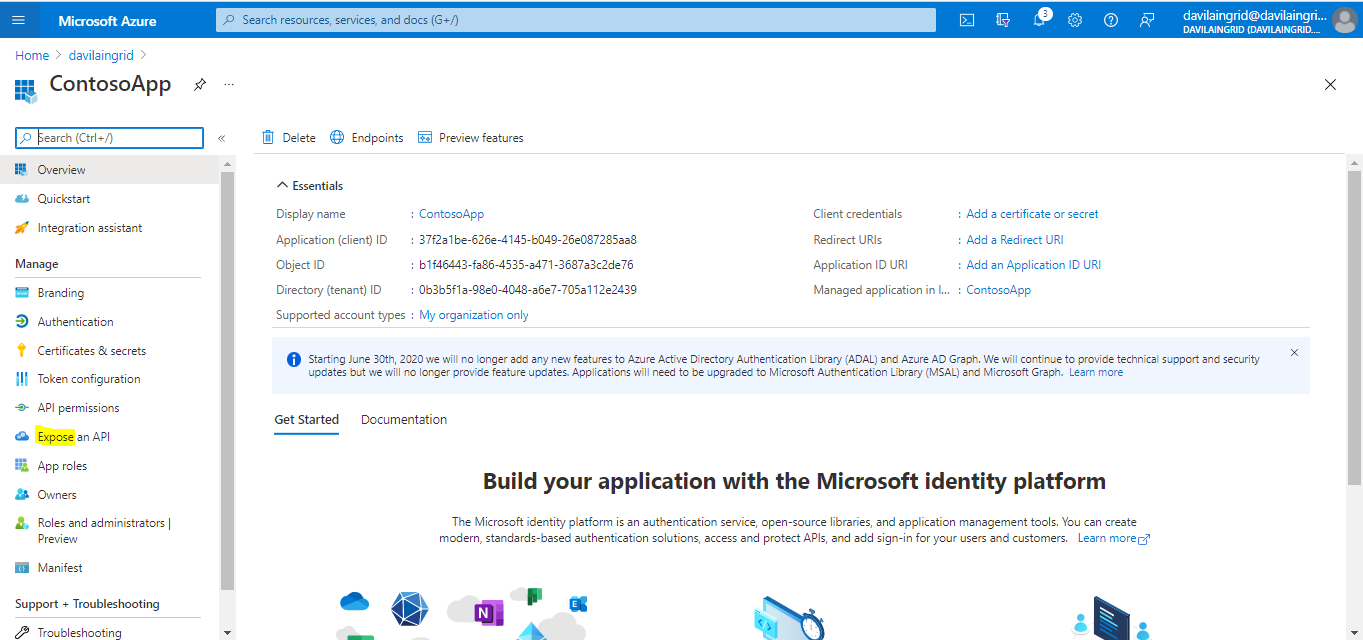 Microsoft Azure
Search resources, services, and docs (G+/)
3
davilaingrid@davilaingri...
DAVILAINGRID (DAVILAINGRID....
Home > davilaingrid >
ContosoApp
...
Search (Ctrl+/)
«
Overview
Quickstart
Integration assistant
Manage
Branding
Authentication
Certificates & secrets
Token configuration
API permissions
Expose an API
App roles
Owners
Roles and administrators |
Preview
Manifest
Support + Troubleshooting
Troubleshooting
Delete
Endpoints
Preview features
Essentials
Display name : ContosoApp
Application (client) ID : 37f2a1be-626e-4145-b049-26e087285aa8
Object ID : b1f46443-fa86-4535-a471-3687a3c2de76
Directory (tenant) ID : 0b3b5f1a-98e0-4048-a6e7-705a112e2439
Supported account types : My organization only
Client credentials : Add a certificate or secret
Redirect URIs : Add a Redirect URI
Application ID URI : Add an Application ID URI
Managed application in l... : ContosoApp
Starting June 30th, 2020 we will no longer add any new features to Azure Active Directory Authentication Library (ADAL) and Azure AD Graph. We will continue to provide technical support and security
updates but we will no longer provide feature updates. Applications will need to be upgraded to Microsoft Authentication Library (MSAL) and Microsoft Graph. Learn more
Get Started
Documentation
Build your application with the Microsoft identity platform
The Microsoft identity platform is an authentication service, open-source libraries, and application management tools. You can create
modern, standards-based authentication solutions, access and protect APIs, and add sign-in for your users and customers. Learn more
N
E